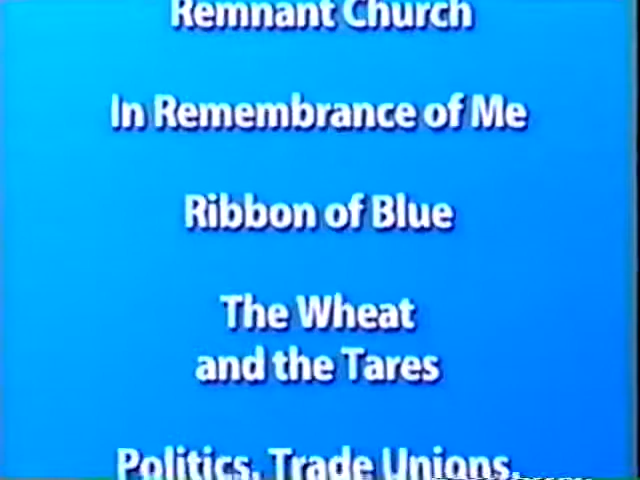 Remnant Church
In Remembrance of Me
Ribbon of Blue
The Wheat
and the Tares
Politics, Trade Unions,